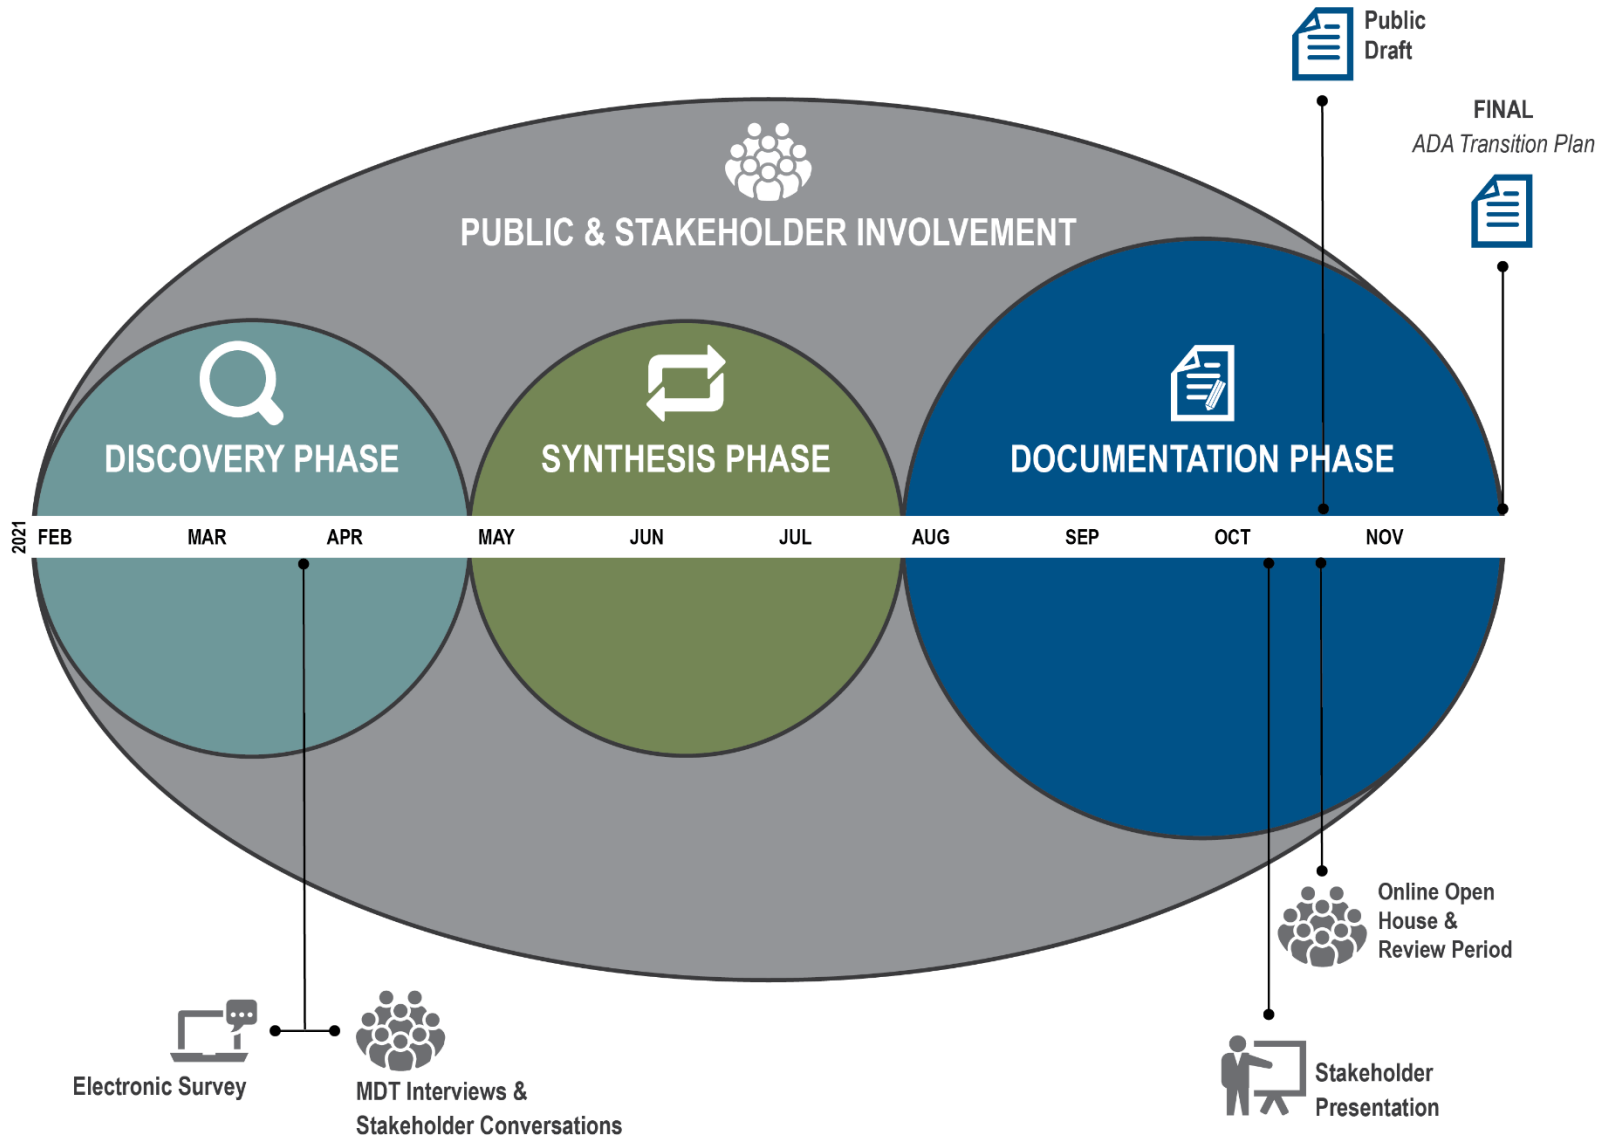 Public
Draft
FINAL
ADA Transition Plan
PUBLIC & STAKEHOLDER INVOLVEMENT
DISCOVERY PHASE
SYNTHESIS PHASE
DOCUMENTATION PHASE
2021
FEB MAR APR MAY JUN JUL AUG SEP OCT NOV
Online Open
House &
Review Period
Electronic Survey
MDT Interviews &
Stakeholder Conversations
Stakeholder
Presentation